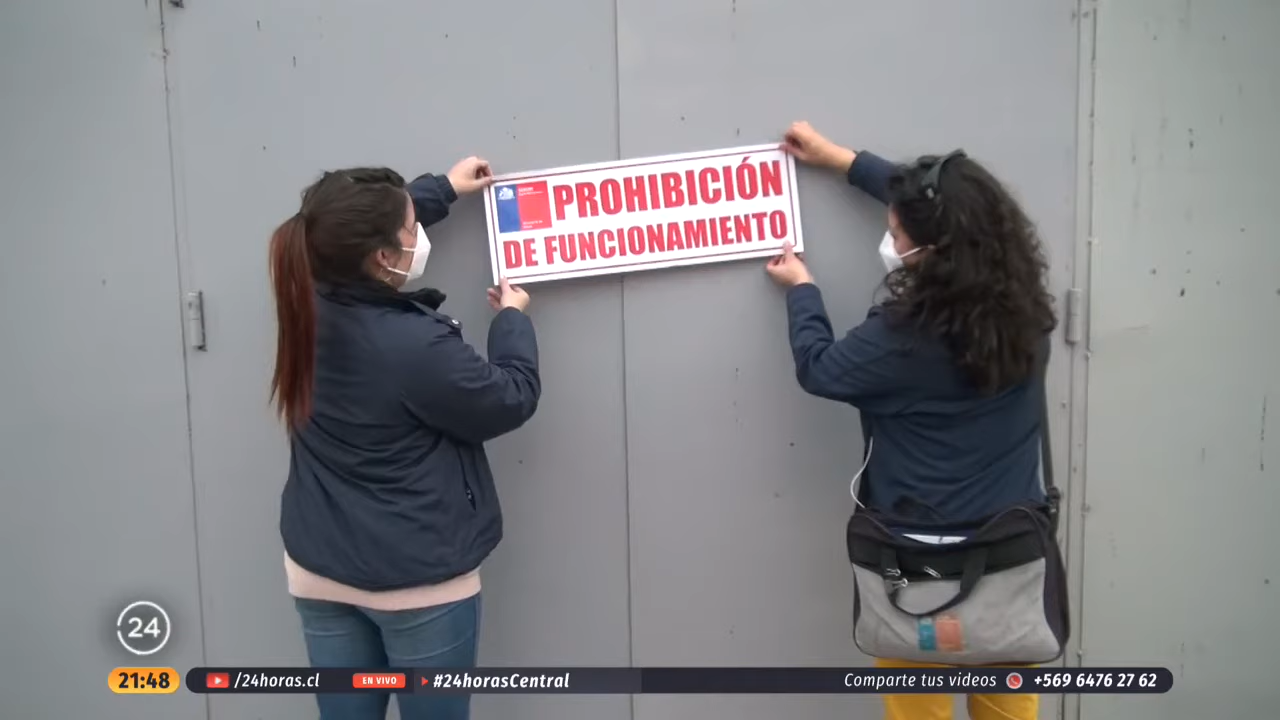 PROHIBICIÓN
DE FUNCIONAMIENTO
24
21:48
/24horas.cl
EN VIVO
#24horasCentral
Comparte tus videos
+569 6476 27 62